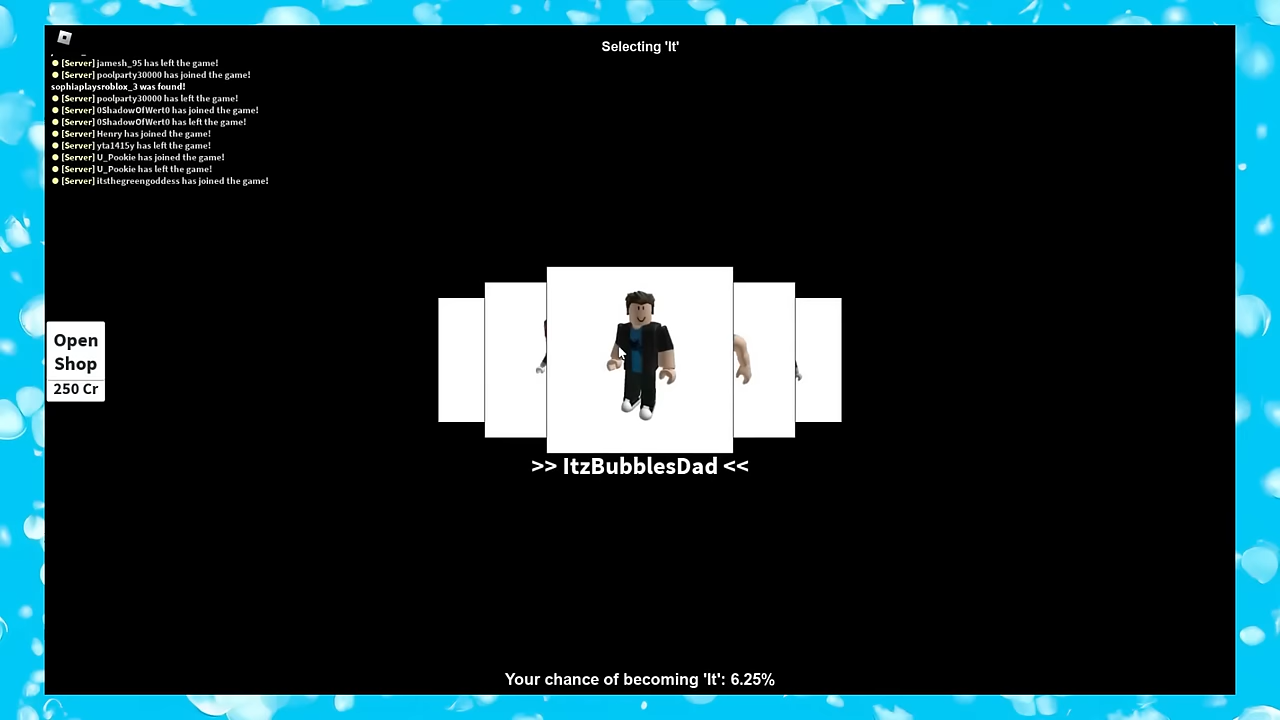 Selecting 'It'
[Server] jamesh_95 has left the game!
[Server] poolparty30000 has joined the game!
sophiaplaysroblox_3 was found!
[Server] poolparty30000 has left the game!
[Server] 0ShadowOfWert0 has joined the game!
[Server] 0ShadowOfWert0 has left the game!
[Server] Henry has joined the game!
[Server] yta1415y has left the game!
[Server] U_Pookie has joined the game!
[Server] U_Pookie has left the game!
[Server] itsthegreengoddess has joined the game!
Open
Shop
250 Cr
>> ItzBubblesDad <<
Your chance of becoming 'It': 6.25%